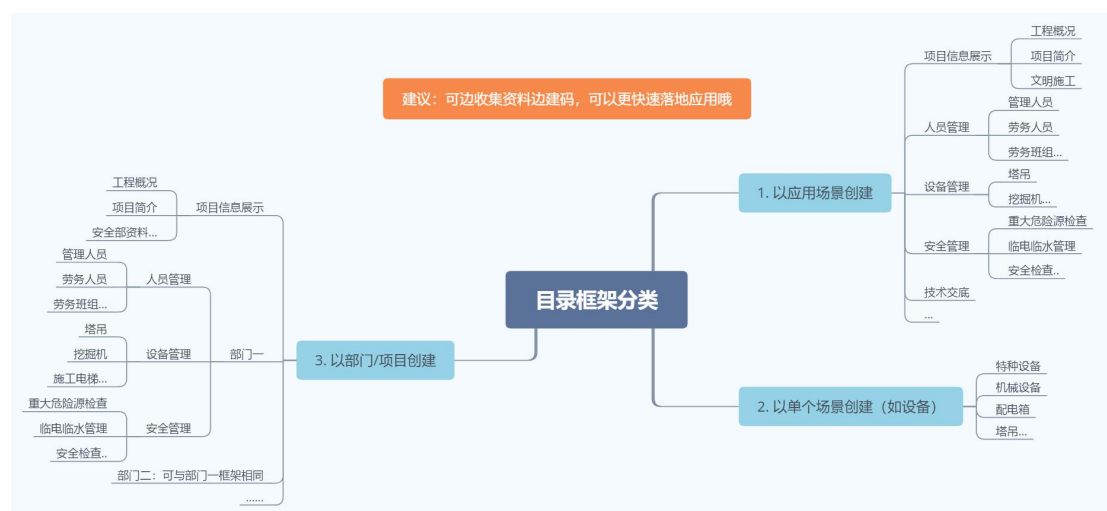 建议：可边收集资料边建码，可以更快速落地应用哦
目录框架分类
1. 以应用场景创建
项目信息展示
工程概况
项目简介
文明施工
人员管理
管理人员
劳务人员
劳务班组...
设备管理
塔吊
挖掘机...
安全管理
重大危险源检查
临电临水管理
安全检查..
技术交底
...
2. 以单个场景创建（如设备）
特种设备
机械设备
配电箱
塔吊...
3. 以部门/项目创建
项目信息展示
工程概况
项目简介
安全部资料...
部门一
人员管理
管理人员
劳务人员
劳务班组...
设备管理
塔吊
挖掘机
施工电梯...
安全管理
重大危险源检查
临电临水管理
安全检查..
部门二：可与部门一框架相同
......